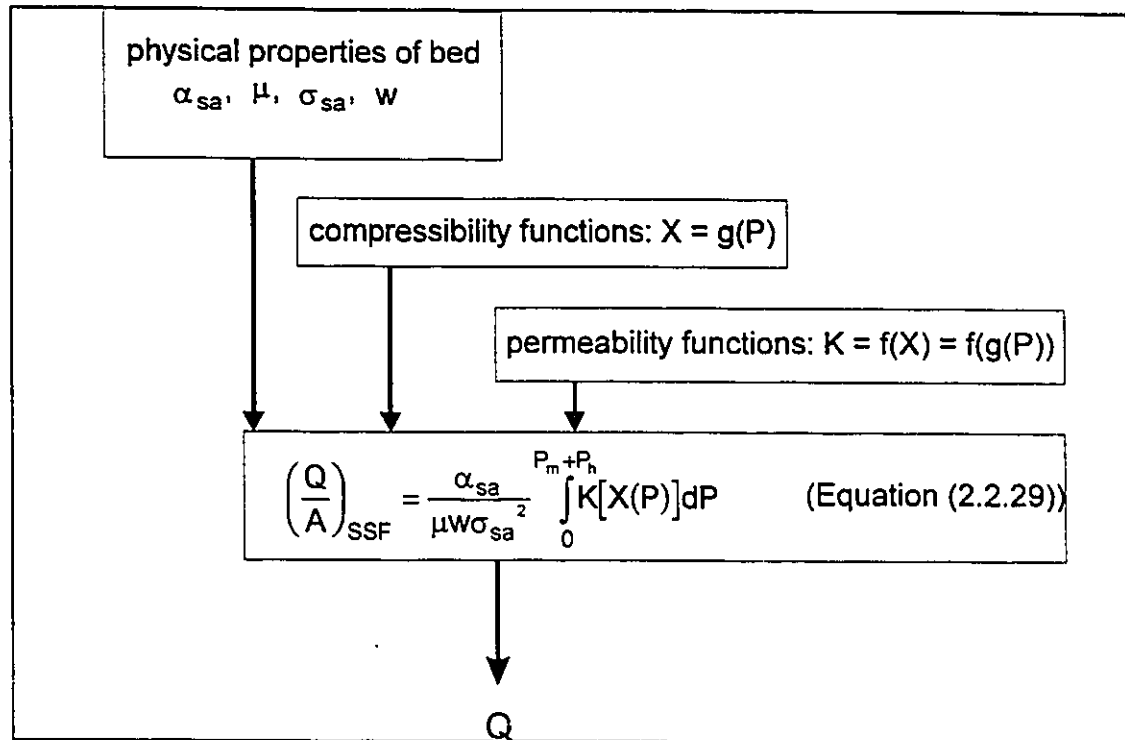 physical properties of bed
α_sa, μ, σ_sa, w
compressibility functions: X = g(P)
permeability functions: K = f(X) = f(g(P))
(Q/A)_SSF = α_sa/(μwσ_sa²) ∫₀^(P_m+P_h) K[X(P)]dP (Equation (2.2.29))
Q